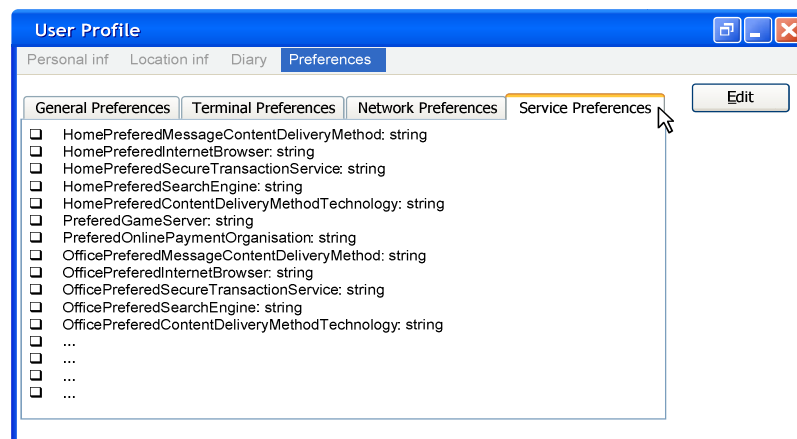 User Profile
Personal inf Location inf Diary Preferences
Edit
General Preferences Terminal Preferences Network Preferences Service Preferences
❑ HomePreferedMessageContentDeliveryMethod: string
❑ HomePreferedInternetBrowser: string
❑ HomePreferedSecureTransactionService: string
❑ HomePreferedSearchEngine: string
❑ HomePreferedContentDeliveryMethodTechnology: string
❑ PreferedGameServer: string
❑ PreferedOnlinePaymentOrganisation: string
❑ OfficePreferedMessageContentDeliveryMethod: string
❑ OfficePreferedInternetBrowser: string
❑ OfficePreferedSecureTransactionService: string
❑ OfficePreferedSearchEngine: string
❑ OfficePreferedContentDeliveryMethodTechnology: string
❑ ...
❑ ...
❑ ...
❑ ...